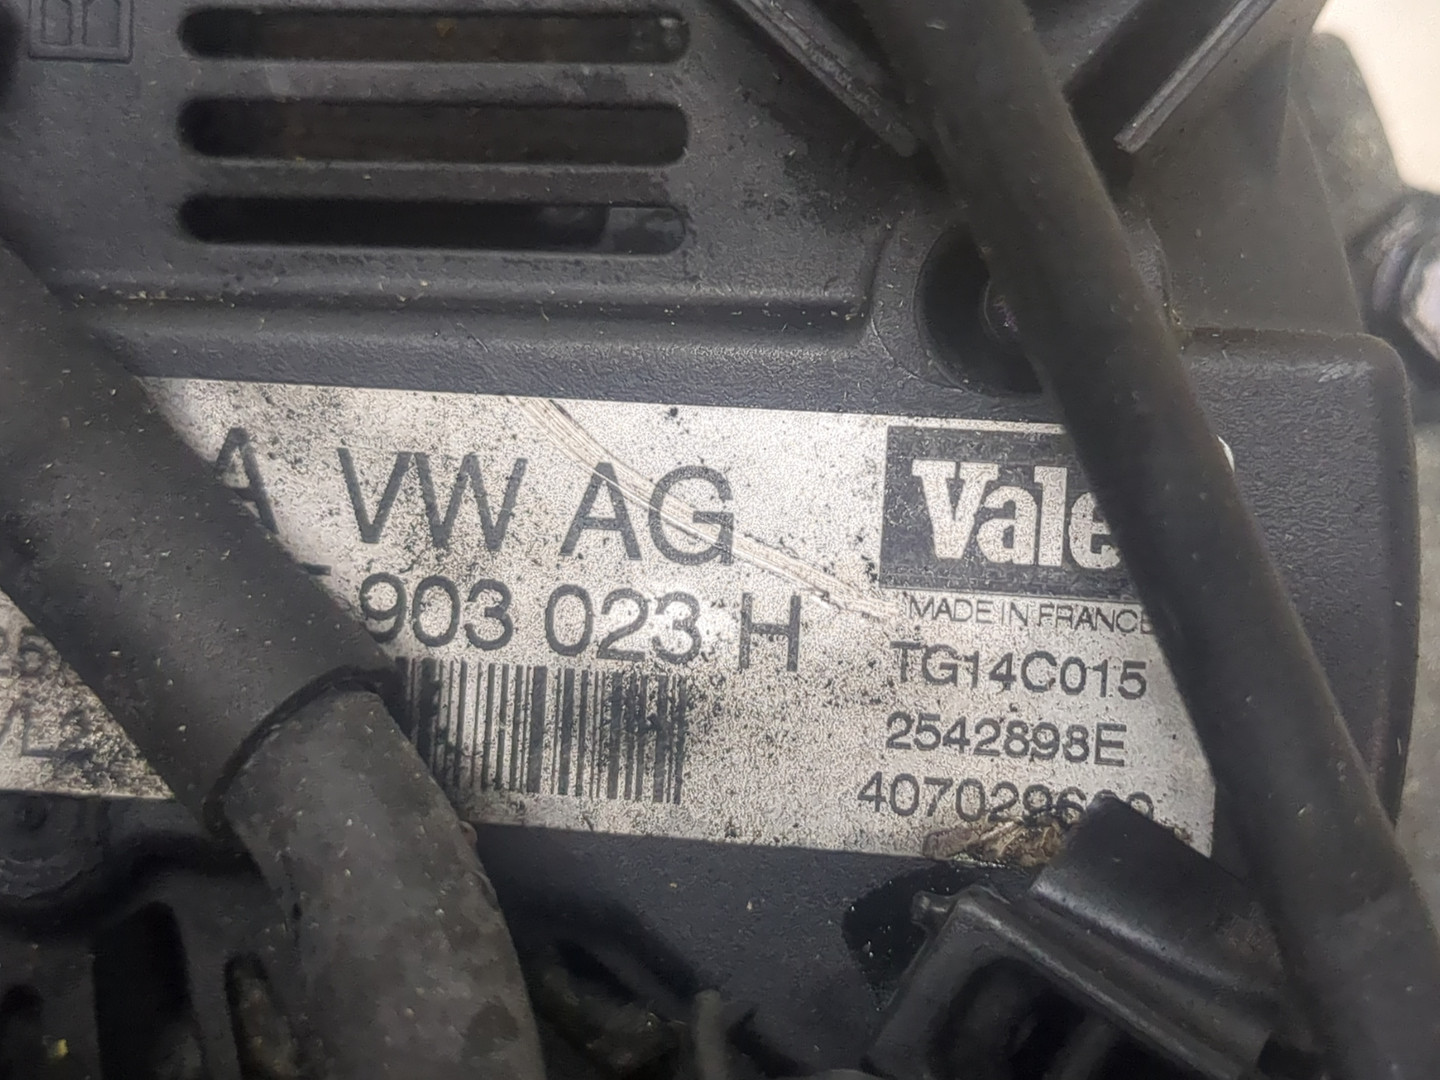 A VW AG
903 023 H
Vale
MADE IN FRANCE
TG14C015
2542898E